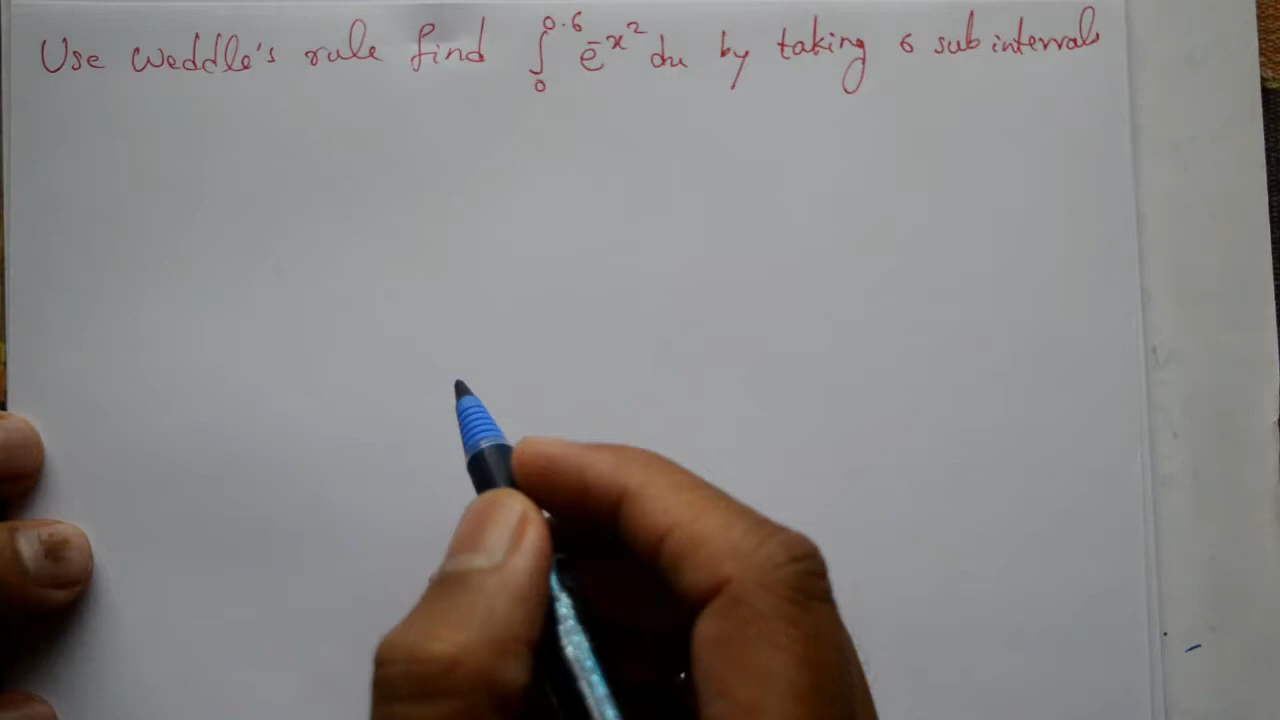 Use Weddle's rule find ∫₀^0.6 e^-x² dx by taking 6 sub intervals